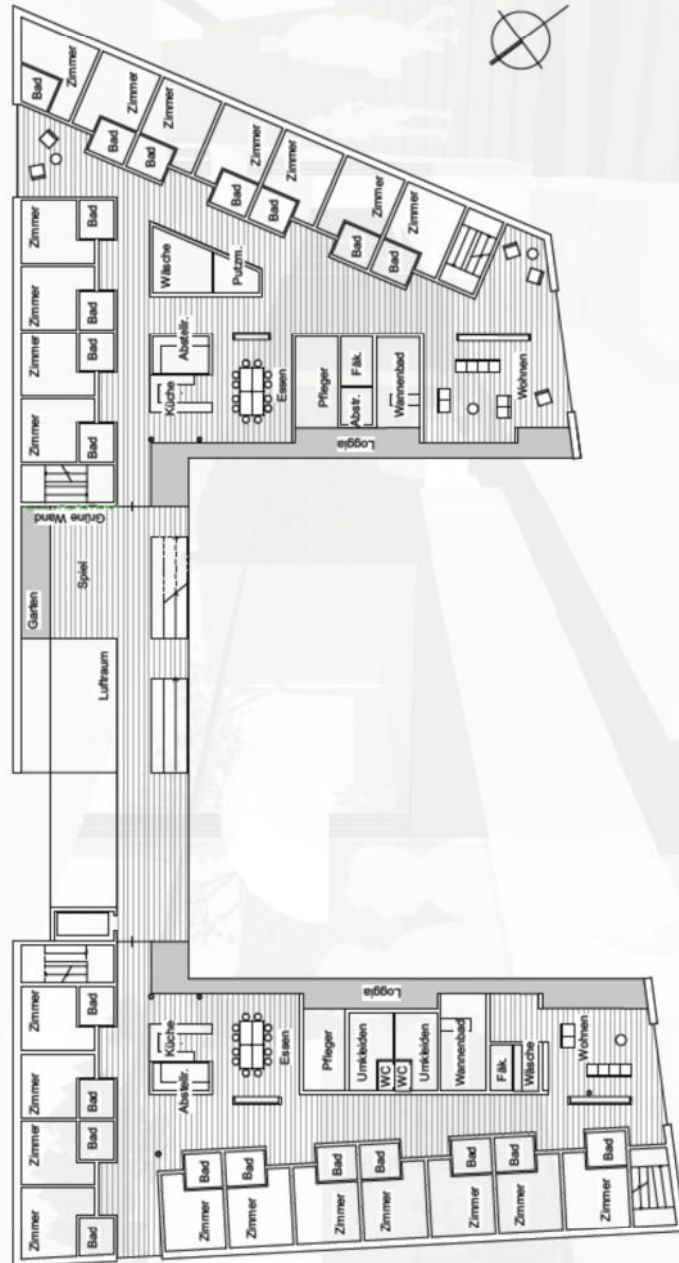 Zimmer
Zimmer
Zimmer
Zimmer
Bad
Bad
Bad
Bad
Garten
Luftraum
Spiel
Grüne Wand
Zimmer
Zimmer
Zimmer
Zimmer
Bad
Bad
Bad
Bad
Abstellr.
Küche
Essen
Loggia
Pfleger
Umkleiden
WC
WC
Umkleiden
Wannenbad
Fäk.
Wäsche
Wohnen
Zimmer
Bad
Zimmer
Bad
Zimmer
Bad
Zimmer
Bad
Zimmer
Bad
Zimmer
Bad
Zimmer
Bad
Küche
Abstellr.
Wäsche
Putzm.
Essen
Loggia
Pfleger
Abstr.
Fäk.
Wannenbad
Wohnen
Bad
Zimmer
Bad
Zimmer
Bad
Zimmer
Bad
Zimmer
Bad
Zimmer
Bad
Zimmer
Bad
Zimmer